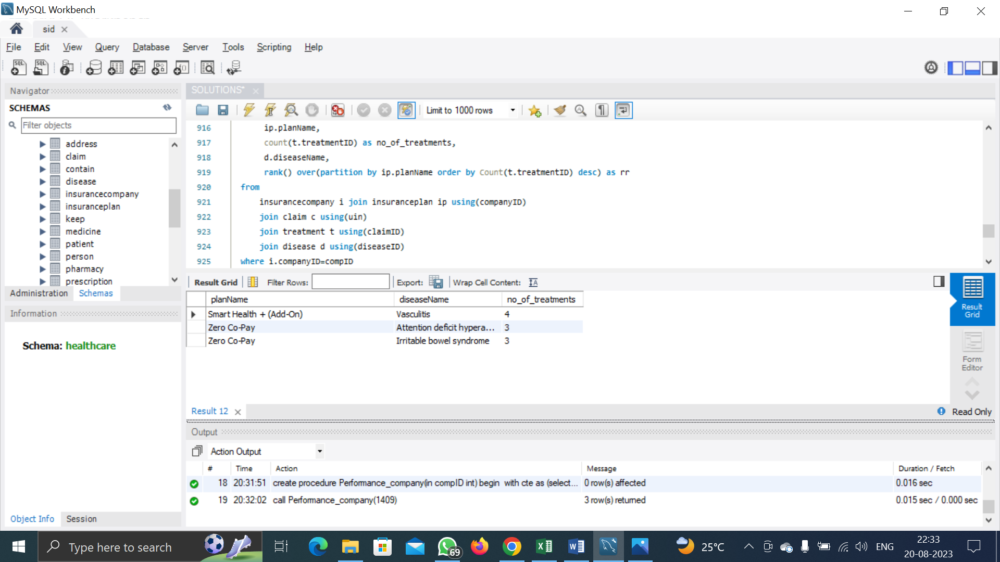 MySQL Workbench
sid
File Edit View Query Database Server Tools Scripting Help
Navigator
SCHEMAS
Filter objects
address
claim
contain
disease
insurancecompany
insuranceplan
keep
medicine
patient
person
pharmacy
prescription
Administration Schemas
Information
Schema: healthcare
Object Info Session
SOLUTIONS*
Limit to 1000 rows
916 ip.planName,
917 count(t.treatmentID) as no_of_treatments,
918 d.diseaseName,
919 rank() over(partition by ip.planName order by Count(t.treatmentID) desc) as rr
920 from
921 insurancecompany i join insuranceplan ip using(companyID)
922 join claim c using(uin)
923 join treatment t using(claimID)
924 join disease d using(diseaseID)
925 where i.companyID=compID
Result Grid Filter Rows: Export: Wrap Cell Content:
planName diseaseName no_of_treatments
Smart Health + (Add-On) Vasculitis 4
Zero Co-Pay Attention deficit hypera... 3
Zero Co-Pay Irritable bowel syndrome 3
Result Grid
Form Editor
Result 12
Read Only
Output
Action Output
# Time Action Message Duration / Fetch
18 20:31:51 create procedure Performance_company(in compID int) begin with cte as (select... 0 row(s) affected 0.016 sec
19 20:32:02 call Performance_company(1409) 3 row(s) returned 0.015 sec / 0.000 sec
Type here to search
69
25°C
ENG
22:33
20-08-2023